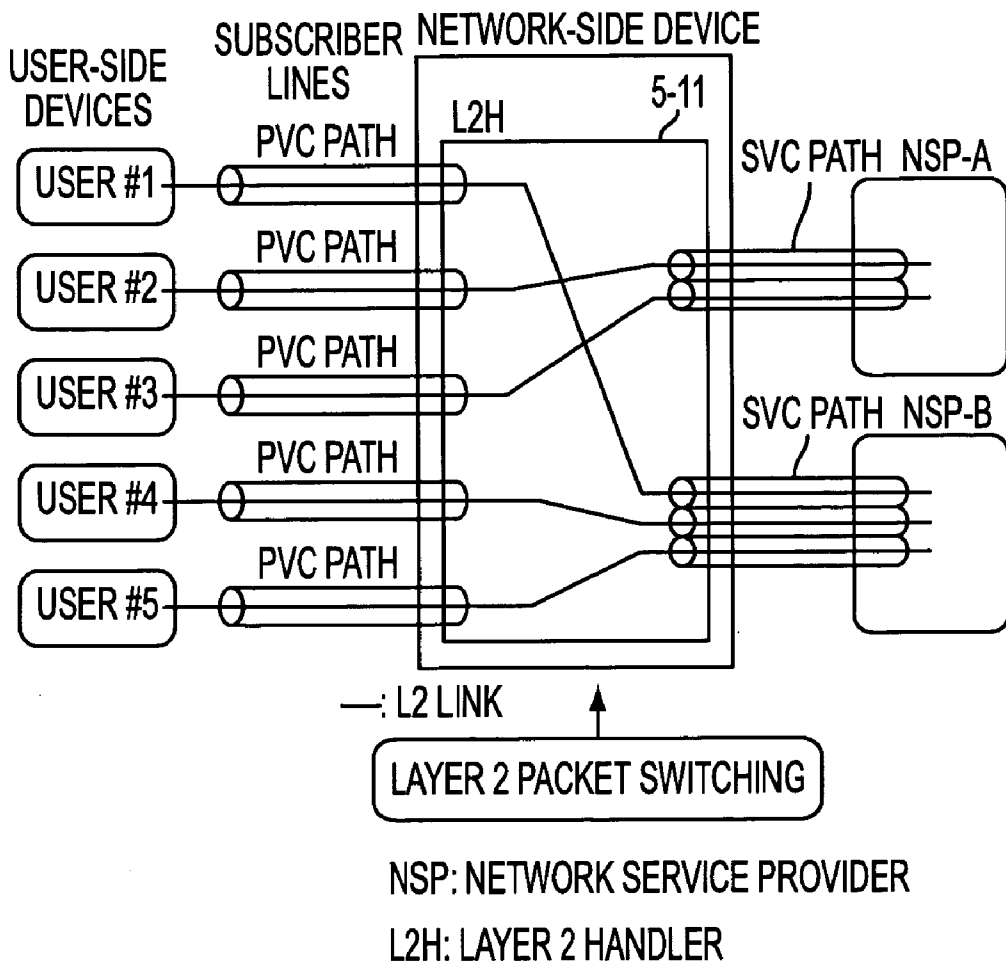 USER-SIDE
DEVICES
SUBSCRIBER
LINES
NETWORK-SIDE DEVICE
5-11
L2H
PVC PATH
USER #1
PVC PATH
USER #2
PVC PATH
USER #3
PVC PATH
USER #4
PVC PATH
USER #5
SVC PATH
NSP-A
SVC PATH
NSP-B
—: L2 LINK
LAYER 2 PACKET SWITCHING
NSP: NETWORK SERVICE PROVIDER
L2H: LAYER 2 HANDLER